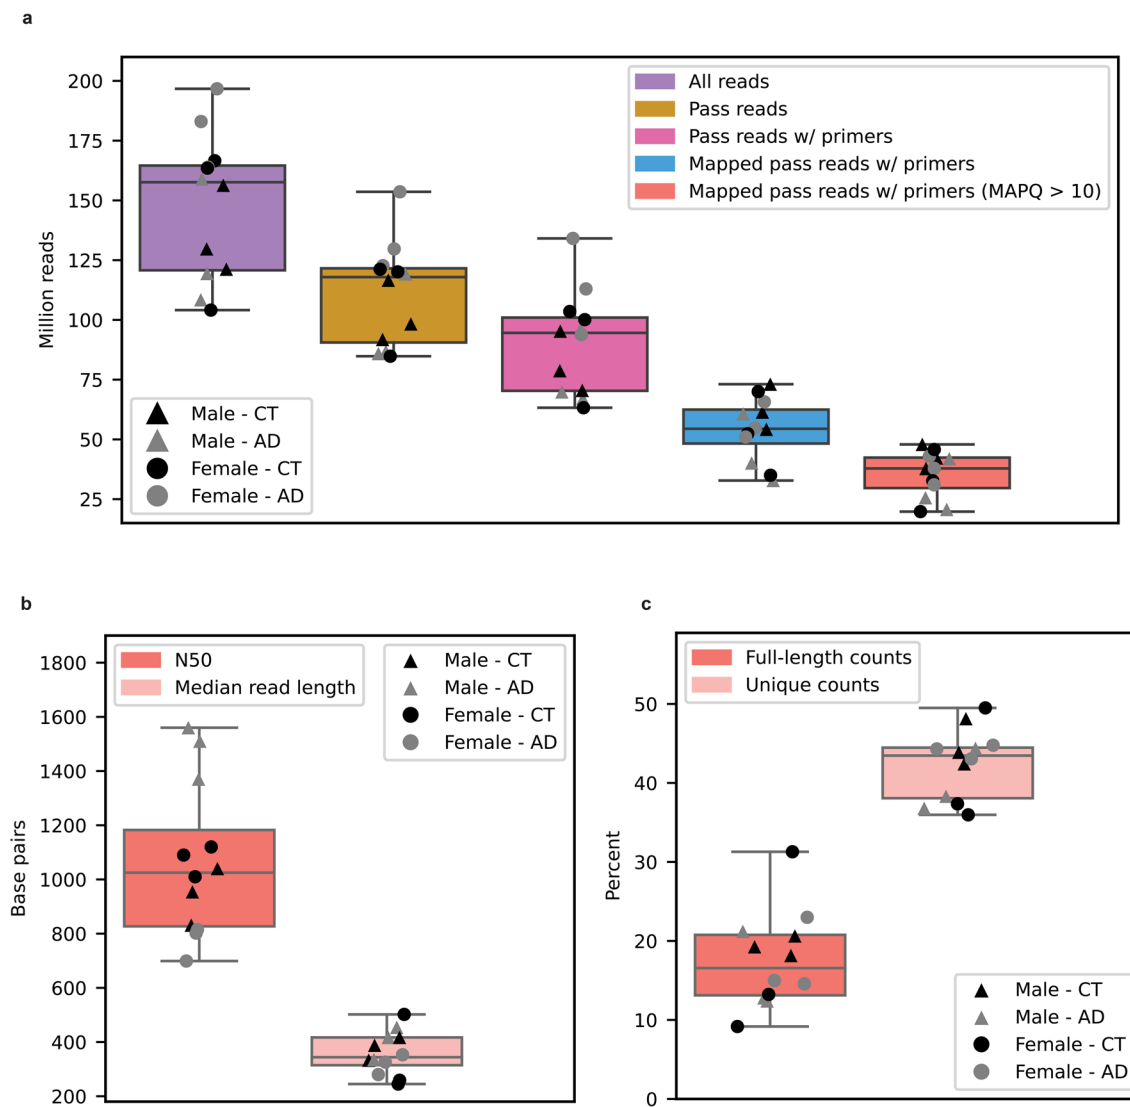 a
200
175
150
125
100
75
50
25
Million reads
All reads
Pass reads
Pass reads w/ primers
Mapped pass reads w/ primers
Mapped pass reads w/ primers (MAPQ > 10)
Male - CT
Male - AD
Female - CT
Female - AD
b
1800
1600
1400
1200
1000
800
600
400
200
Base pairs
N50
Median read length
Male - CT
Male - AD
Female - CT
Female - AD
c
50
40
30
20
10
0
Percent
Full-length counts
Unique counts
Male - CT
Male - AD
Female - CT
Female - AD